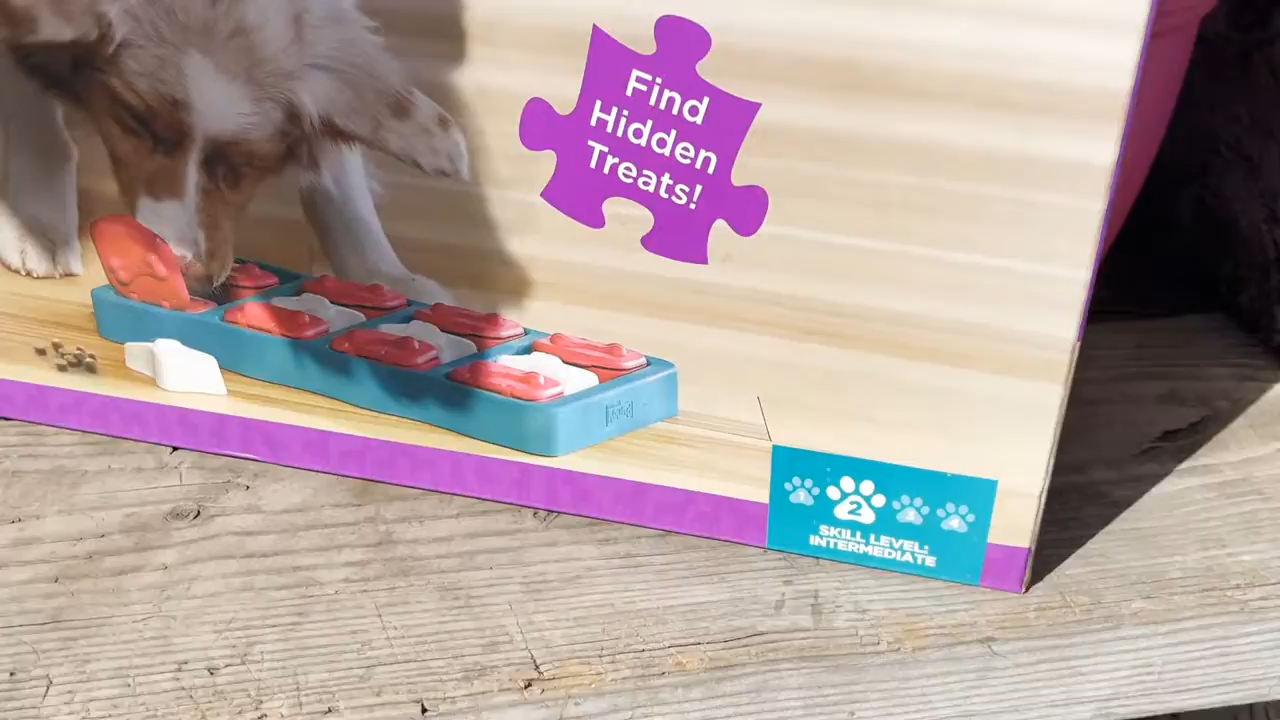 Find
Hidden
Treats!
1 2 3 4
SKILL LEVEL:
INTERMEDIATE